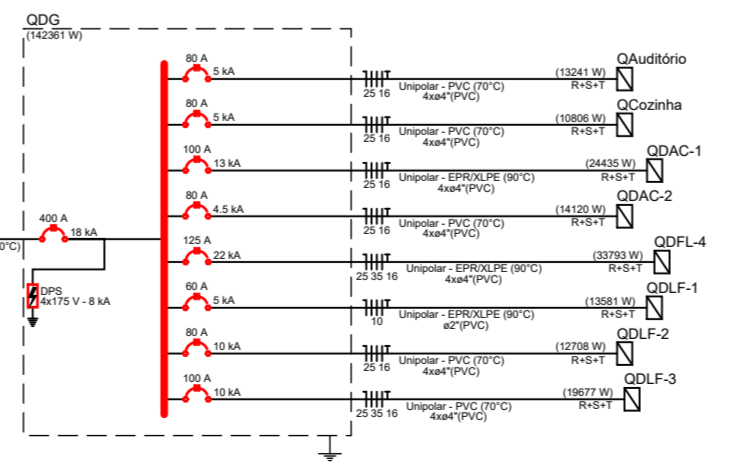 QDG
(142361 W)
400 A
18 kA
0°C)
DPS
4x175 V - 8 kA
80 A
5 kA
25 16
Unipolar - PVC (70°C)
4xø4"(PVC)
(13241 W)
R+S+T
QAuditório
80 A
5 kA
25 16
Unipolar - PVC (70°C)
4xø4"(PVC)
(10806 W)
R+S+T
QCozinha
100 A
13 kA
25 16
Unipolar - EPR/XLPE (90°C)
4xø4"(PVC)
(24435 W)
R+S+T
QDAC-1
80 A
4.5 kA
25 16
Unipolar - PVC (70°C)
4xø4"(PVC)
(14120 W)
R+S+T
QDAC-2
125 A
22 kA
25 35 16
Unipolar - EPR/XLPE (90°C)
4xø4"(PVC)
(33793 W)
R+S+T
QDFL-4
60 A
5 kA
10
Unipolar - EPR/XLPE (90°C)
ø2"(PVC)
(13581 W)
R+S+T
QDLF-1
80 A
10 kA
25 16
Unipolar - PVC (70°C)
4xø4"(PVC)
(12708 W)
R+S+T
QDLF-2
100 A
10 kA
25 35 16
Unipolar - PVC (70°C)
4xø4"(PVC)
(19677 W)
R+S+T
QDLF-3